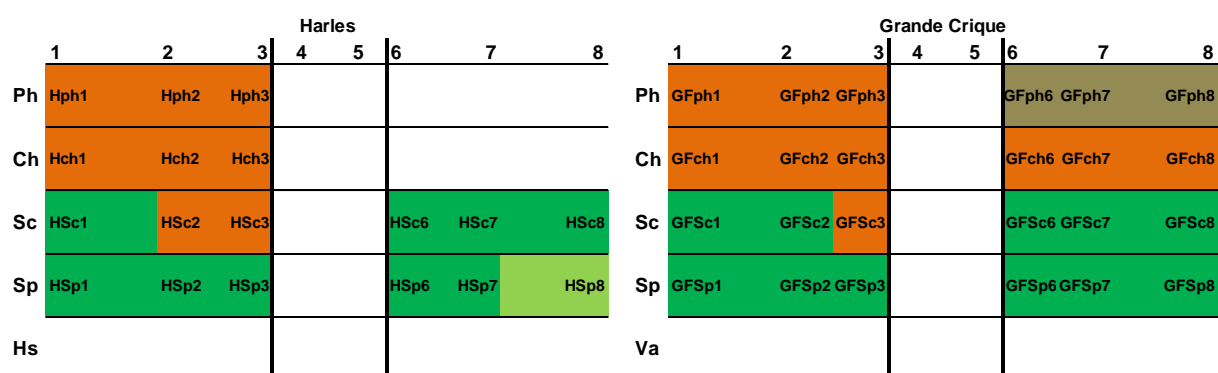 Harles Grande Crique
1 2 3 4 5 6 7 8 1 2 3 4 5 6 7 8
Ph Hph1 Hph2 Hph3 Ph GFph1 GFph2 GFph3 GFph6 GFph7 GFph8
Ch Hch1 Hch2 Hch3 Ch GFch1 GFch2 GFch3 GFch6 GFch7 GFch8
Sc HSc1 HSc2 HSc3 HSc6 HSc7 HSc8 Sc GFSc1 GFSc2 GFSc3 GFSc6 GFSc7 GFSc8
Sp HSp1 HSp2 HSp3 HSp6 HSp7 HSp8 Sp GFSp1 GFSp2 GFSp3 GFSp6 GFSp7 GFSp8
Hs Va